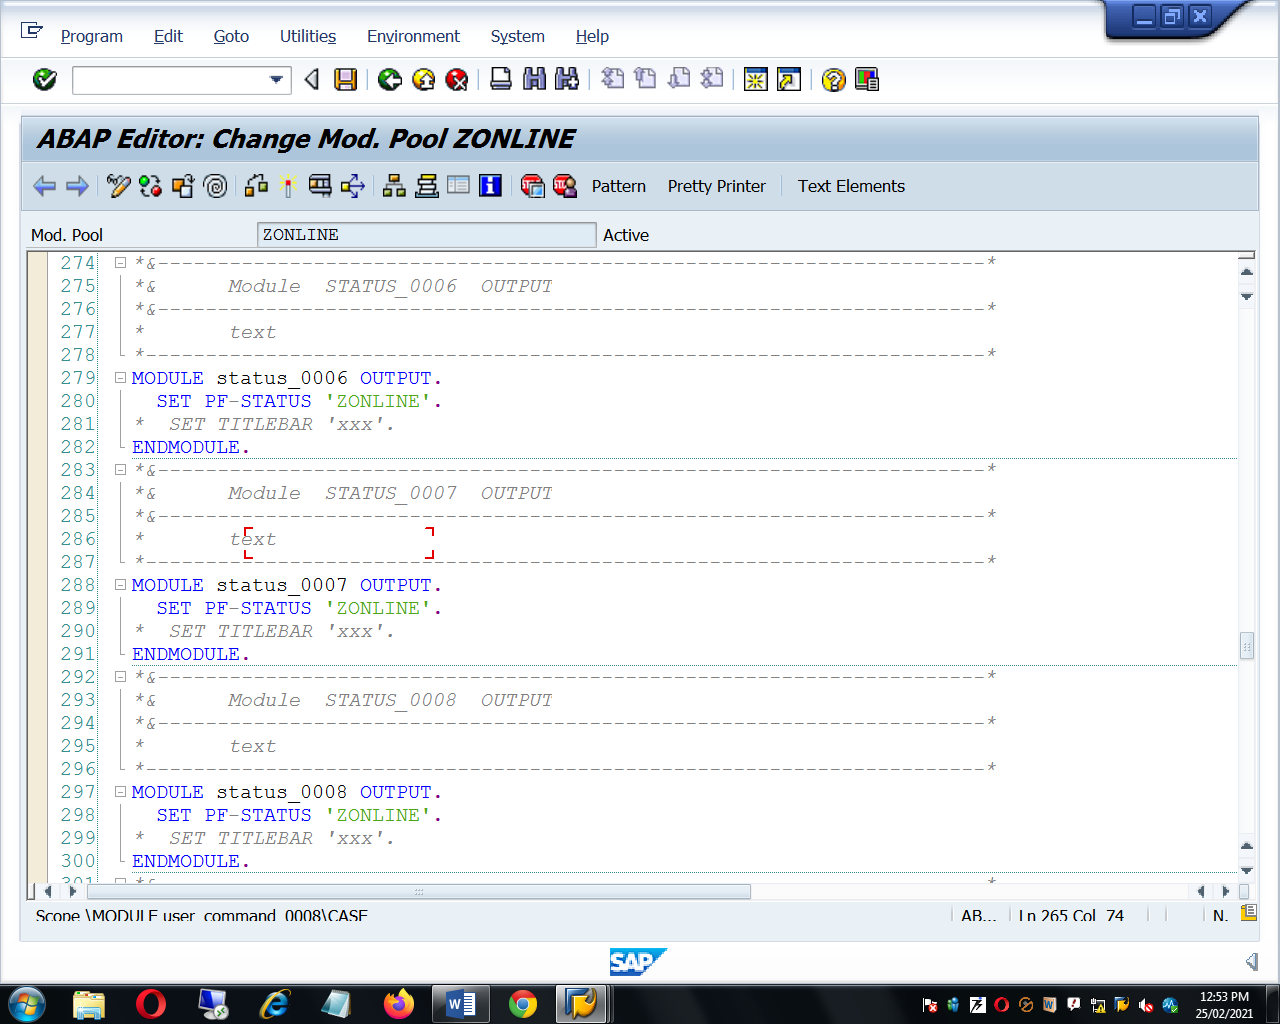 Program Edit Goto Utilities Environment System Help
ABAP Editor: Change Mod. Pool ZONLINE
Pattern Pretty Printer Text Elements
Mod. Pool ZONLINE Active
274 *&---------------------------------------------------------------------*
275 *&      Module  STATUS_0006  OUTPUT
276 *&---------------------------------------------------------------------*
277 *       text
278 *----------------------------------------------------------------------*
279 MODULE status_0006 OUTPUT.
280   SET PF-STATUS 'ZONLINE'.
281 *  SET TITLEBAR 'xxx'.
282 ENDMODULE.
283 *&---------------------------------------------------------------------*
284 *&      Module  STATUS_0007  OUTPUT
285 *&---------------------------------------------------------------------*
286 *       text
287 *----------------------------------------------------------------------*
288 MODULE status_0007 OUTPUT.
289   SET PF-STATUS 'ZONLINE'.
290 *  SET TITLEBAR 'xxx'.
291 ENDMODULE.
292 *&---------------------------------------------------------------------*
293 *&      Module  STATUS_0008  OUTPUT
294 *&---------------------------------------------------------------------*
295 *       text
296 *----------------------------------------------------------------------*
297 MODULE status_0008 OUTPUT.
298   SET PF-STATUS 'ZONLINE'.
299 *  SET TITLEBAR 'xxx'.
300 ENDMODULE.
Scope \MODULE user_command_0008\CASE AB... Ln 265 Col 74 N.
SAP
12:53 PM
25/02/2021